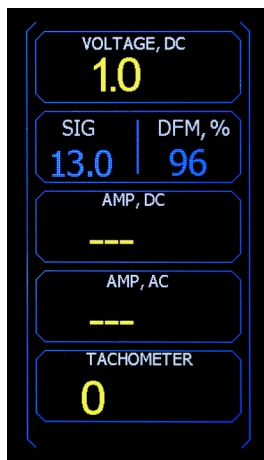 VOLTAGE, DC
1.0
SIG DFM, %
13.0 96
AMP, DC
---
AMP, AC
---
TACHOMETER
0